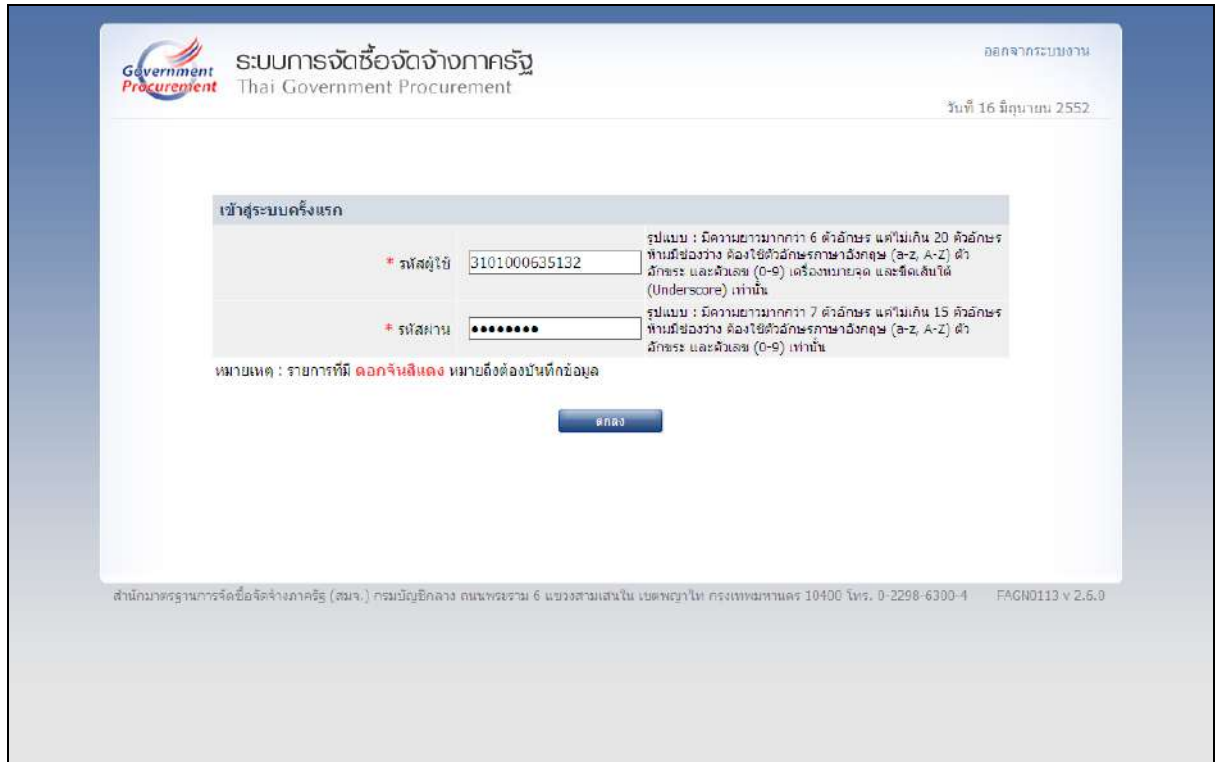 Government
Procurement
ระบบการจัดซื้อจัดจ้างภาครัฐ
Thai Government Procurement
ออกจากระบบงาน
วันที่ 16 มิถุนายน 2552
เข้าสู่ระบบครั้งแรก
* รหัสผู้ใช้
3101000635132
รูปแบบ : มีความยาวมากกว่า 6 ตัวอักษร แต่ไม่เกิน 20 ตัวอักษร
ห้ามมีช่องว่าง ต้องใช้ตัวอักษรภาษาอังกฤษ (a-z, A-Z) ตัว
อักขระ และตัวเลข (0-9) เครื่องหมายจุด และขีดเส้นใต้
(Underscore) เท่านั้น
* รหัสผ่าน
••••••••
รูปแบบ : มีความยาวมากกว่า 7 ตัวอักษร แต่ไม่เกิน 15 ตัวอักษร
ห้ามมีช่องว่าง ต้องใช้ตัวอักษรภาษาอังกฤษ (a-z, A-Z) ตัว
อักขระ และตัวเลข (0-9) เท่านั้น
หมายเหตุ : รายการที่มี ดอกจันสีแดง หมายถึงต้องบันทึกข้อมูล
ตกลง
สำนักมาตรฐานการจัดซื้อจัดจ้างภาครัฐ (สมจ.) กรมบัญชีกลาง ถนนพระราม 6 แขวงสามเสนใน เขตพญาไท กรุงเทพมหานคร 10400 โทร. 0-2298-6300-4
FAGN0113 v 2.6.0